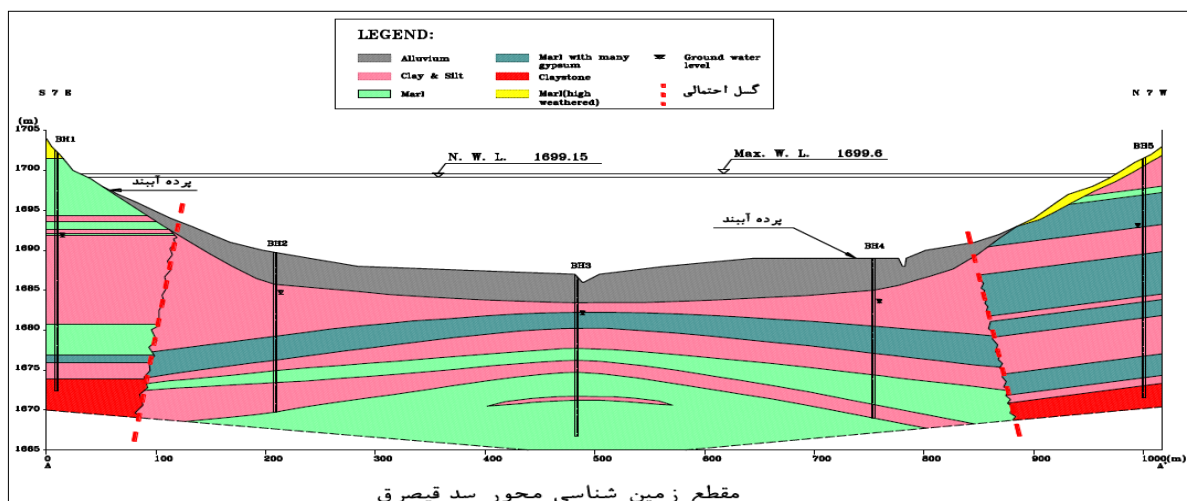 LEGEND:
Alluvium
Marl with many gypsum
Ground water level
Clay & Silt
Claystone
گسل احتمالی
Marl
Marl(high weathered)
S 7 E
N 7 W
(m)
1705
1700
1695
1690
1685
1680
1675
1670
1665
BH1
BH2
BH3
BH4
BH5
N. W. L. 1699.15
Max. W. L. 1699.6
پرده آببند
پرده آببند
0
100
200
300
400
500
600
700
800
900
1000(m)
A
A'
مقطع زمین شناسی محور سد قیصرق